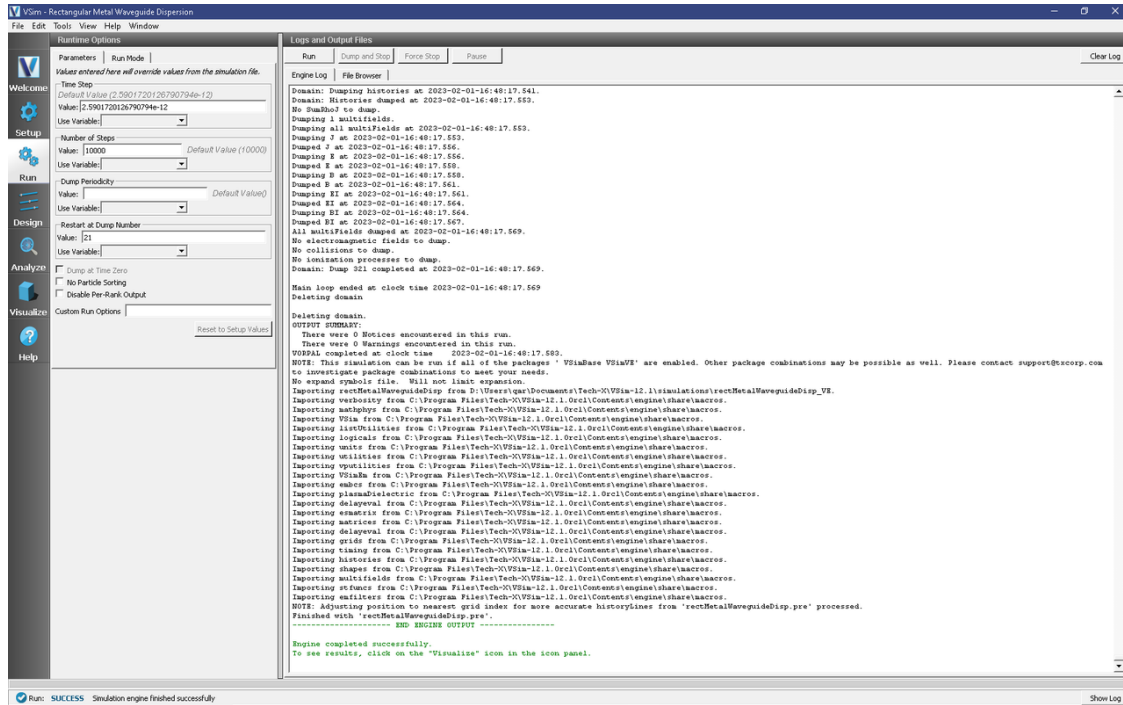 VSim - Rectangular Metal Waveguide Dispersion
File Edit Tools View Help Window
Welcome
Setup
Run
Design
Analyze
Visualize
Help
Runtime Options
Parameters Run Mode
Values entered here will override values from the simulation file.
Time Step
Default Value (2.5901720126790794e-12)
Value: 2.5901720126790794e-12
Use Variable:
Number of Steps
Value: 10000 Default Value (10000)
Use Variable:
Dump Periodicity
Value: Default Value()
Use Variable:
Restart at Dump Number
Value: 21
Use Variable:
Dump at Time Zero
No Particle Sorting
Disable Per-Rank Output
Custom Run Options
Reset to Setup Values
Logs and Output Files
Run Dump and Stop Force Stop Pause Clear Log
Engine Log File Browser
Domain: Dumping histories at 2023-02-01-16:48:17.541.
Domain: Histories dumped at 2023-02-01-16:48:17.553.
No SumRhoJ to dump.
Dumping 1 multifields.
Dumping all multiFields at 2023-02-01-16:48:17.553.
Dumping J at 2023-02-01-16:48:17.553.
Dumped J at 2023-02-01-16:48:17.556.
Dumping E at 2023-02-01-16:48:17.556.
Dumped E at 2023-02-01-16:48:17.558.
Dumping B at 2023-02-01-16:48:17.558.
Dumped B at 2023-02-01-16:48:17.561.
Dumping EI at 2023-02-01-16:48:17.561.
Dumped EI at 2023-02-01-16:48:17.564.
Dumping BI at 2023-02-01-16:48:17.564.
Dumped BI at 2023-02-01-16:48:17.567.
All multiFields dumped at 2023-02-01-16:48:17.569.
No electromagnetic fields to dump.
No collisions to dump.
No ionization processes to dump.
Domain: Dump 321 completed at 2023-02-01-16:48:17.569.
Main loop ended at clock time 2023-02-01-16:48:17.569
Deleting domain
Deleting domain.
OUTPUT SUMMARY:
There were 0 Notices encountered in this run.
There were 0 Warnings encountered in this run.
VORPAL completed at clock time 2023-02-01-16:48:17.583.
NOTE: This simulation can be run if all of the packages ' VSimBase VSimVE' are enabled. Other package combinations may be possible as well. Please contact support@txcorp.com
to investigate package combinations to meet your needs.
No expand symbols file. Will not limit expansion.
Importing rectMetalWaveguideDisp from D:\Users\qar\Documents\Tech-X\VSim-12.1\simulations\rectMetalWaveguideDisp_VE.
Importing verbosity from C:\Program Files\Tech-X\VSim-12.1.0rc1\Contents\engine\share\macros.
Importing mathphys from C:\Program Files\Tech-X\VSim-12.1.0rc1\Contents\engine\share\macros.
Importing VSim from C:\Program Files\Tech-X\VSim-12.1.0rc1\Contents\engine\share\macros.
Importing listUtilities from C:\Program Files\Tech-X\VSim-12.1.0rc1\Contents\engine\share\macros.
Importing logicals from C:\Program Files\Tech-X\VSim-12.1.0rc1\Contents\engine\share\macros.
Importing units from C:\Program Files\Tech-X\VSim-12.1.0rc1\Contents\engine\share\macros.
Importing utilities from C:\Program Files\Tech-X\VSim-12.1.0rc1\Contents\engine\share\macros.
Importing vputilities from C:\Program Files\Tech-X\VSim-12.1.0rc1\Contents\engine\share\macros.
Importing VSimEm from C:\Program Files\Tech-X\VSim-12.1.0rc1\Contents\engine\share\macros.
Importing embcs from C:\Program Files\Tech-X\VSim-12.1.0rc1\Contents\engine\share\macros.
Importing plasmaDielectric from C:\Program Files\Tech-X\VSim-12.1.0rc1\Contents\engine\share\macros.
Importing delayeval from C:\Program Files\Tech-X\VSim-12.1.0rc1\Contents\engine\share\macros.
Importing esmatrix from C:\Program Files\Tech-X\VSim-12.1.0rc1\Contents\engine\share\macros.
Importing matrices from C:\Program Files\Tech-X\VSim-12.1.0rc1\Contents\engine\share\macros.
Importing delayeval from C:\Program Files\Tech-X\VSim-12.1.0rc1\Contents\engine\share\macros.
Importing grids from C:\Program Files\Tech-X\VSim-12.1.0rc1\Contents\engine\share\macros.
Importing timing from C:\Program Files\Tech-X\VSim-12.1.0rc1\Contents\engine\share\macros.
Importing histories from C:\Program Files\Tech-X\VSim-12.1.0rc1\Contents\engine\share\macros.
Importing shapes from C:\Program Files\Tech-X\VSim-12.1.0rc1\Contents\engine\share\macros.
Importing multifields from C:\Program Files\Tech-X\VSim-12.1.0rc1\Contents\engine\share\macros.
Importing stfuncs from C:\Program Files\Tech-X\VSim-12.1.0rc1\Contents\engine\share\macros.
Importing emfilters from C:\Program Files\Tech-X\VSim-12.1.0rc1\Contents\engine\share\macros.
NOTE: Adjusting position to nearest grid index for more accurate historyLines from 'rectMetalWaveguideDisp.pre' processed.
Finished with 'rectMetalWaveguideDisp.pre'.
--------------------- END ENGINE OUTPUT ----------------
Engine completed successfully.
To see results, click on the "Visualize" icon in the icon panel.
Run: SUCCESS Simulation engine finished successfully Show Log